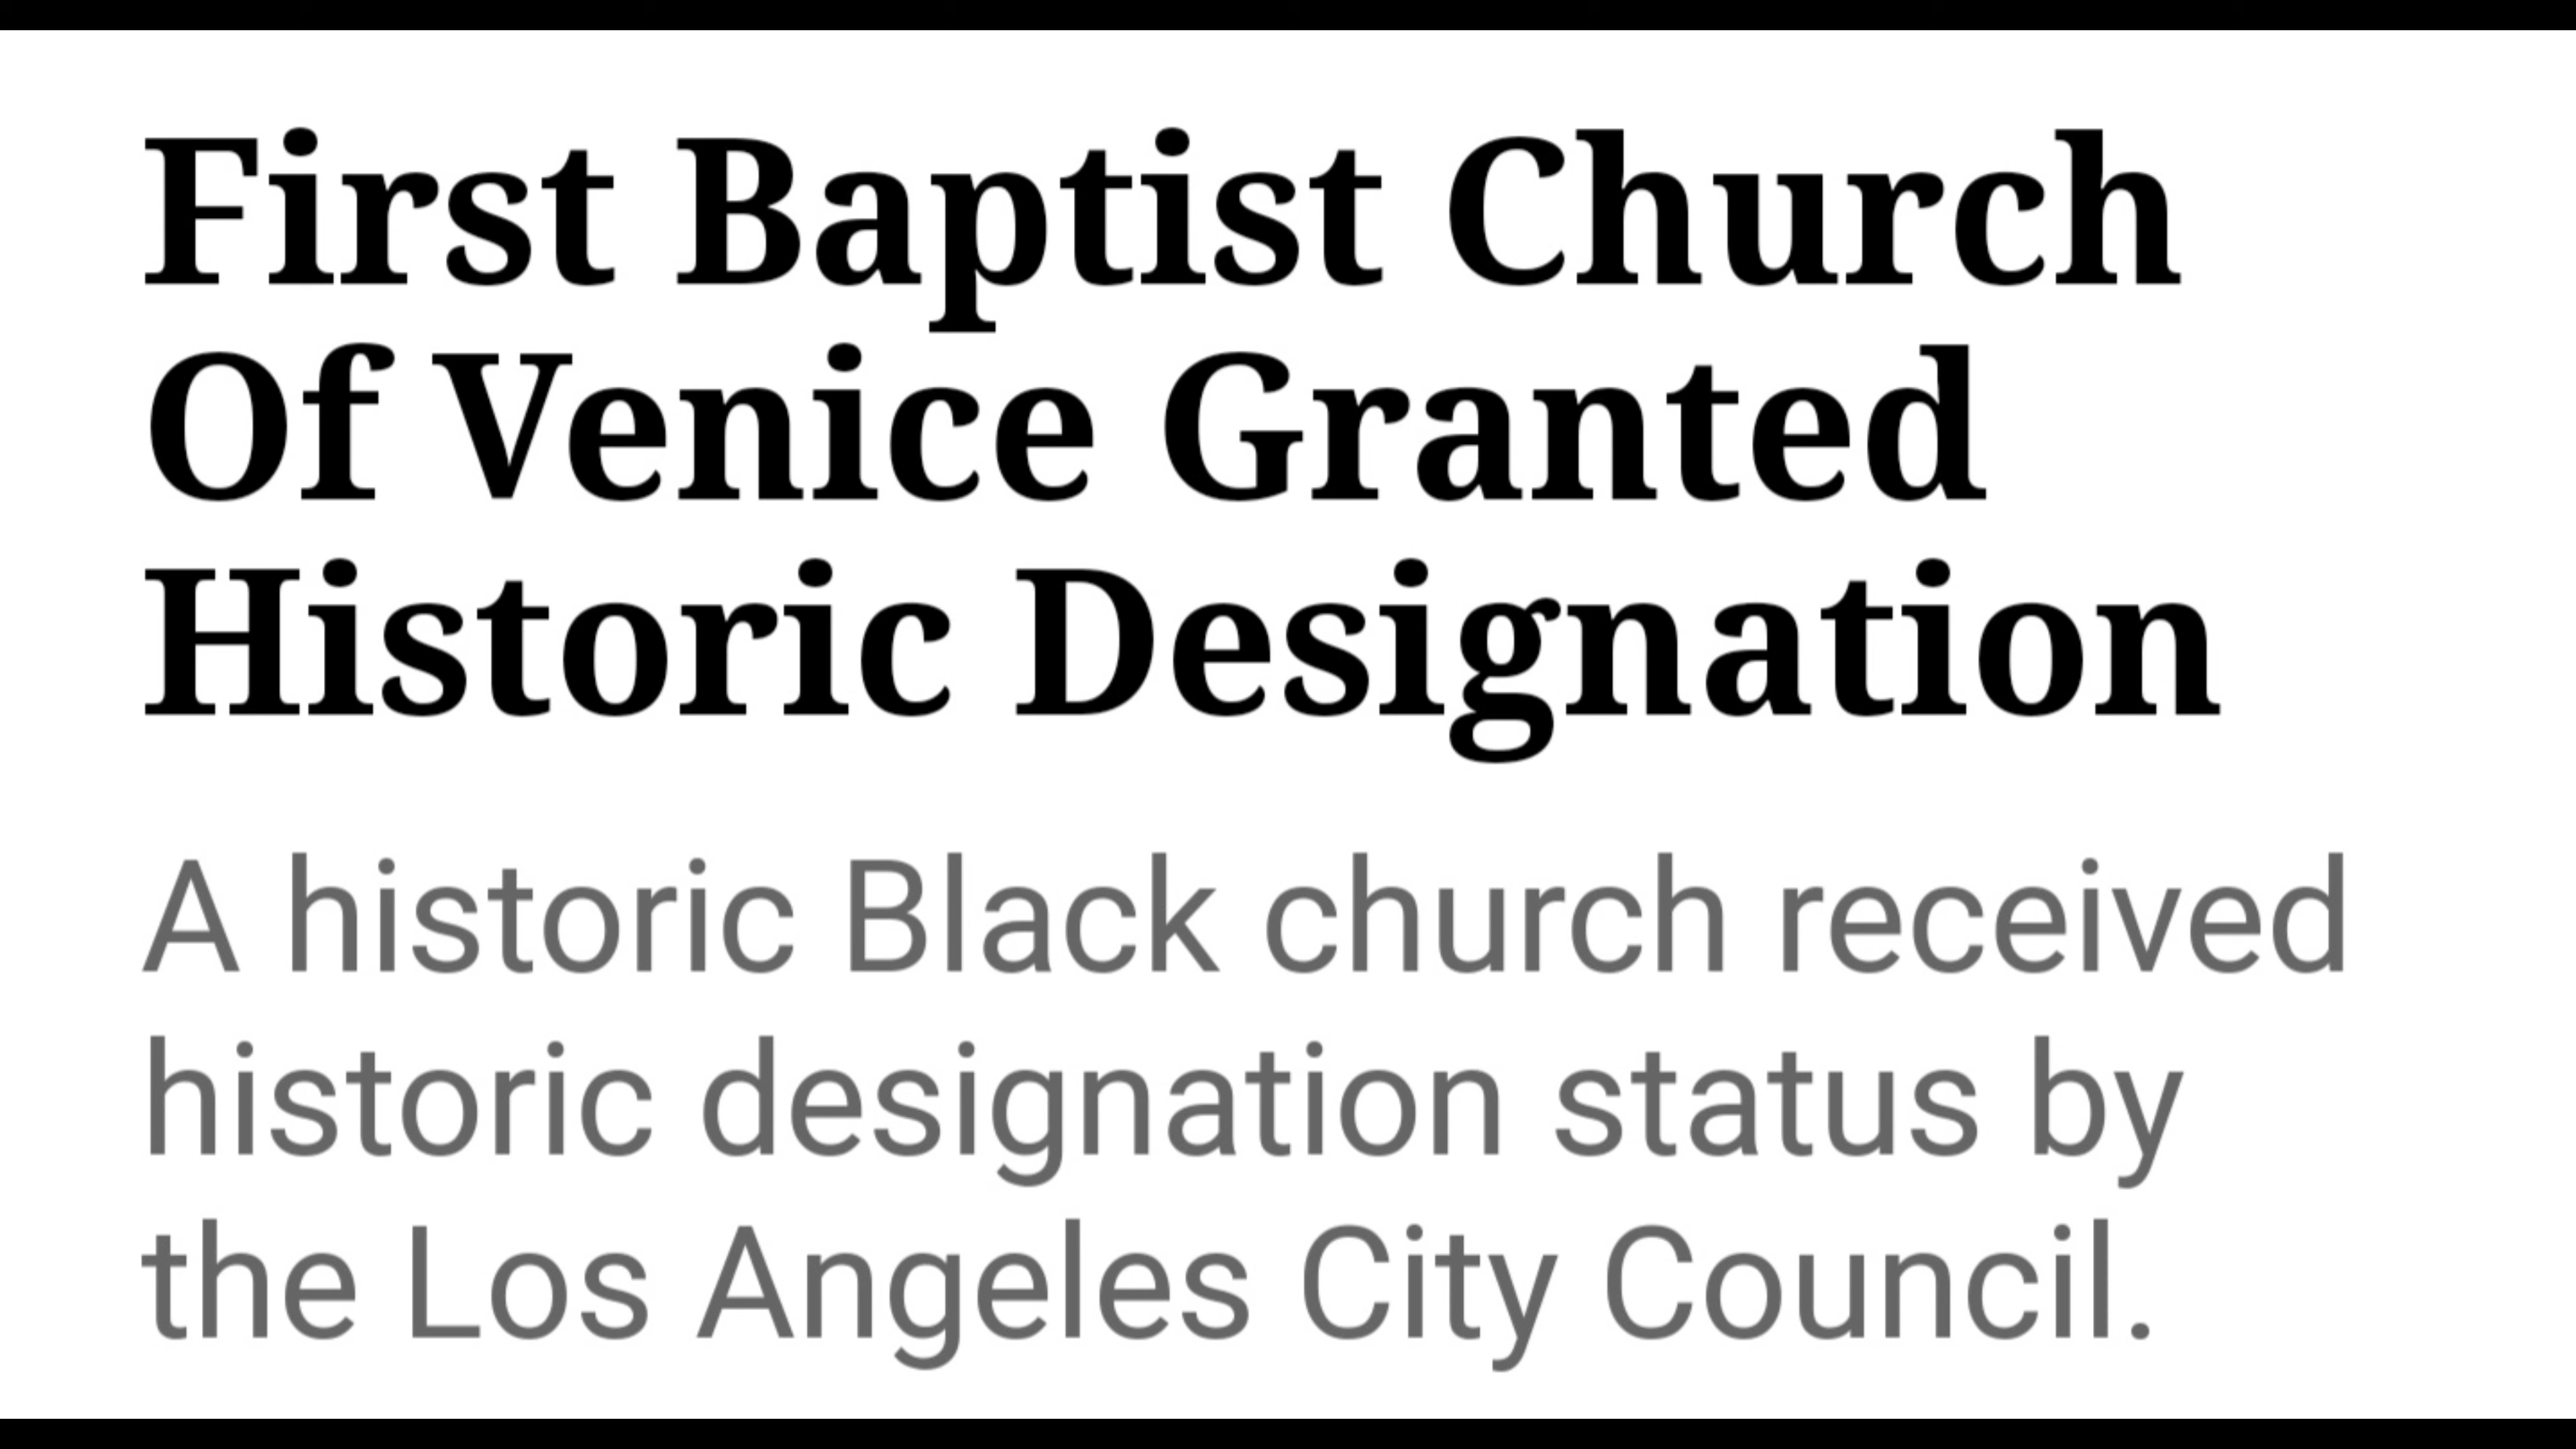 First Baptist Church
Of Venice Granted
Historic Designation
A historic Black church received
historic designation status by
the Los Angeles City Council.